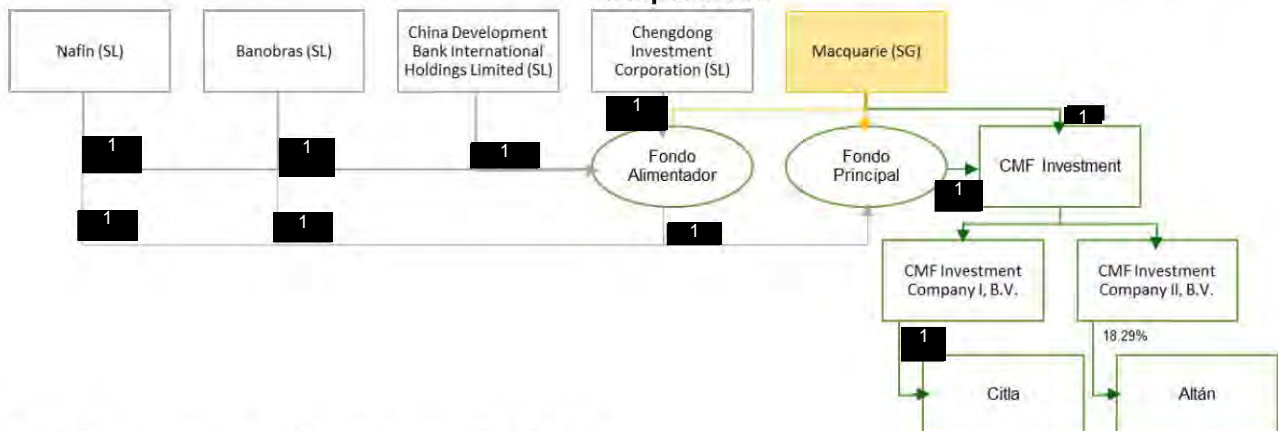 Nafin (SL)
Banobras (SL)
China Development
Bank International
Holdings Limited (SL)
Chengdong
Investment
Corporation (SL)
Macquarie (SG)
1
1
1
1
1
1
Fondo
Alimentador
Fondo
Principal
CMF Investment
1
1
1
1
CMF Investment
Company I, B.V.
CMF Investment
Company II, B.V.
1
18.29%
Citla
Altán